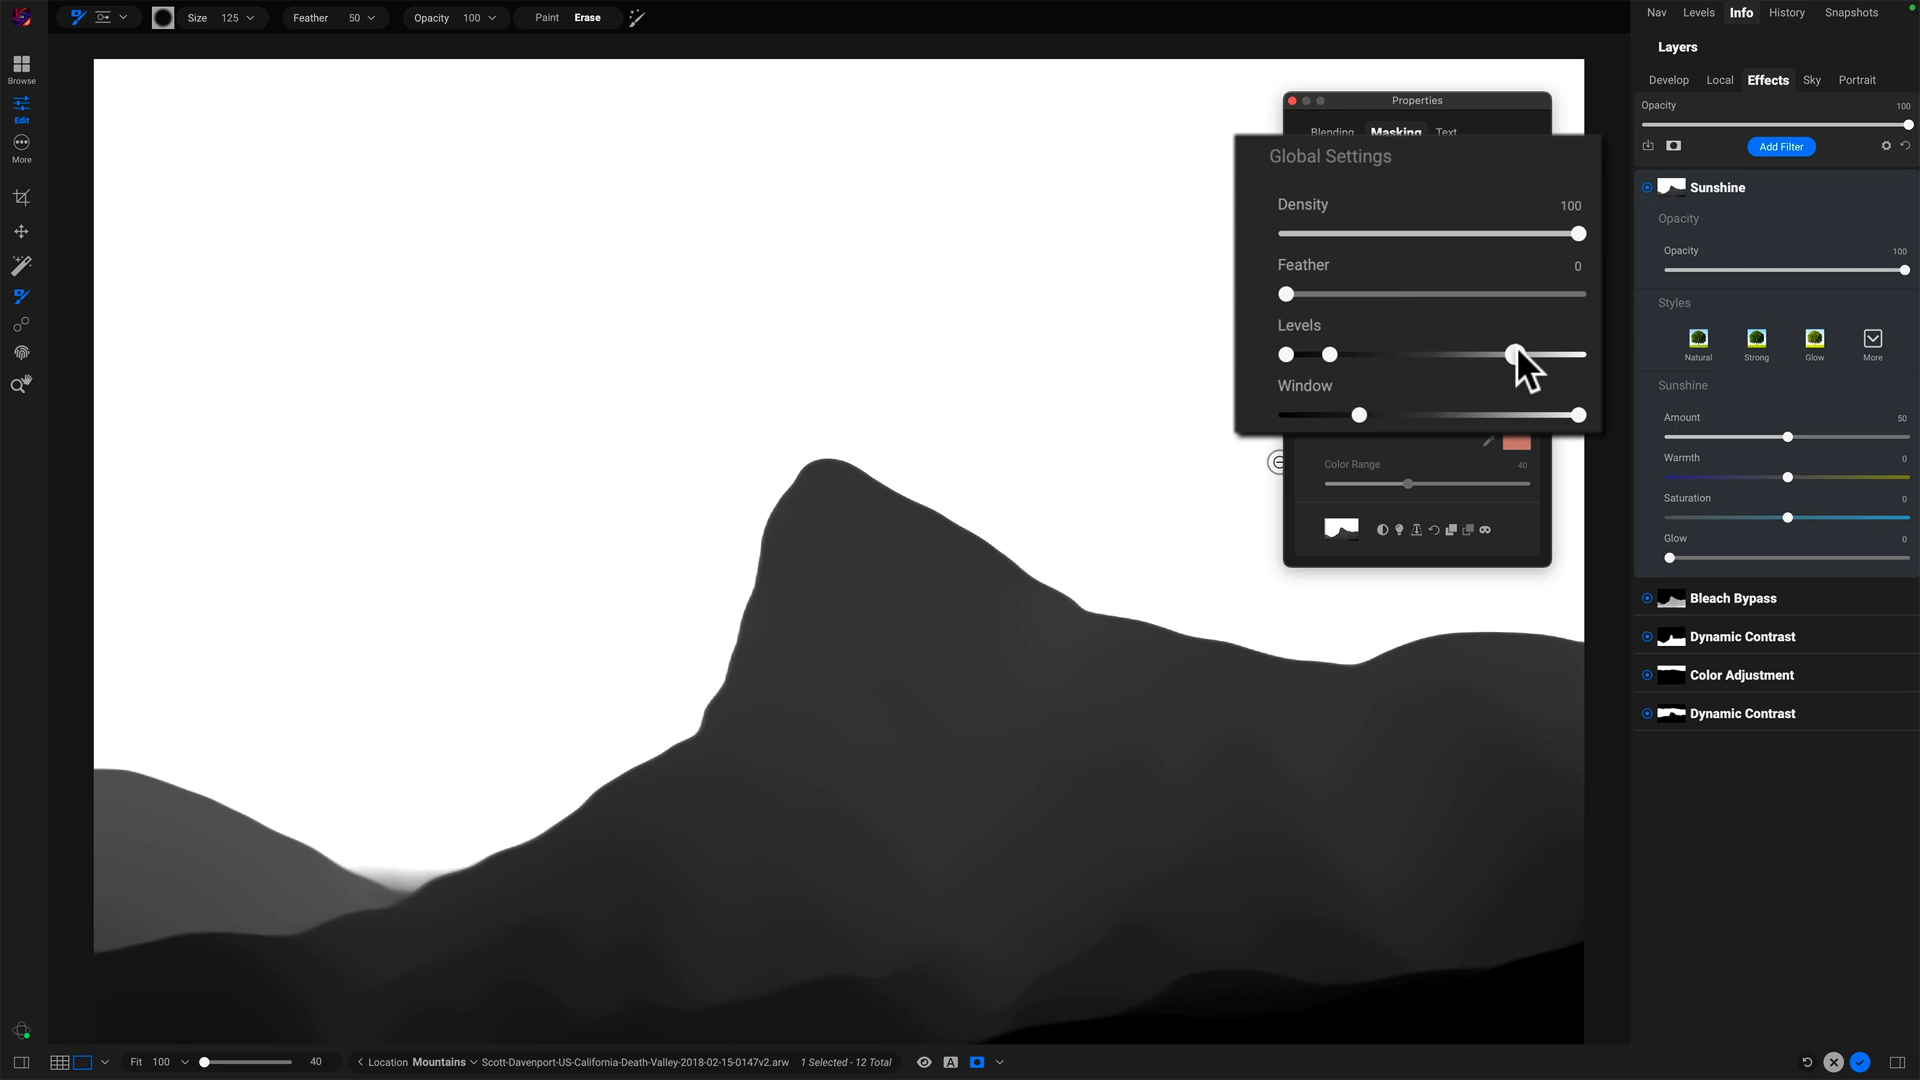 Size 125 Feather 50 Opacity 100 Paint Erase
Nav Levels Info History Snapshots
Layers
Develop Local Effects Sky Portrait
Opacity 100
Add Filter
Sunshine
Opacity
Opacity 100
Styles
Natural Strong Glow More
Sunshine
Amount 50
Warmth 0
Saturation 0
Glow 0
Bleach Bypass
Dynamic Contrast
Color Adjustment
Dynamic Contrast
Browse
Edit
More
Properties
Blending Masking Text
Global Settings
Density 100
Feather 0
Levels
Window
Color Range 40
Fit 100 40 Location Mountains Scott-Davenport-US-California-Death-Valley-2018-02-15-0147v2.arw 1 Selected - 12 Total A